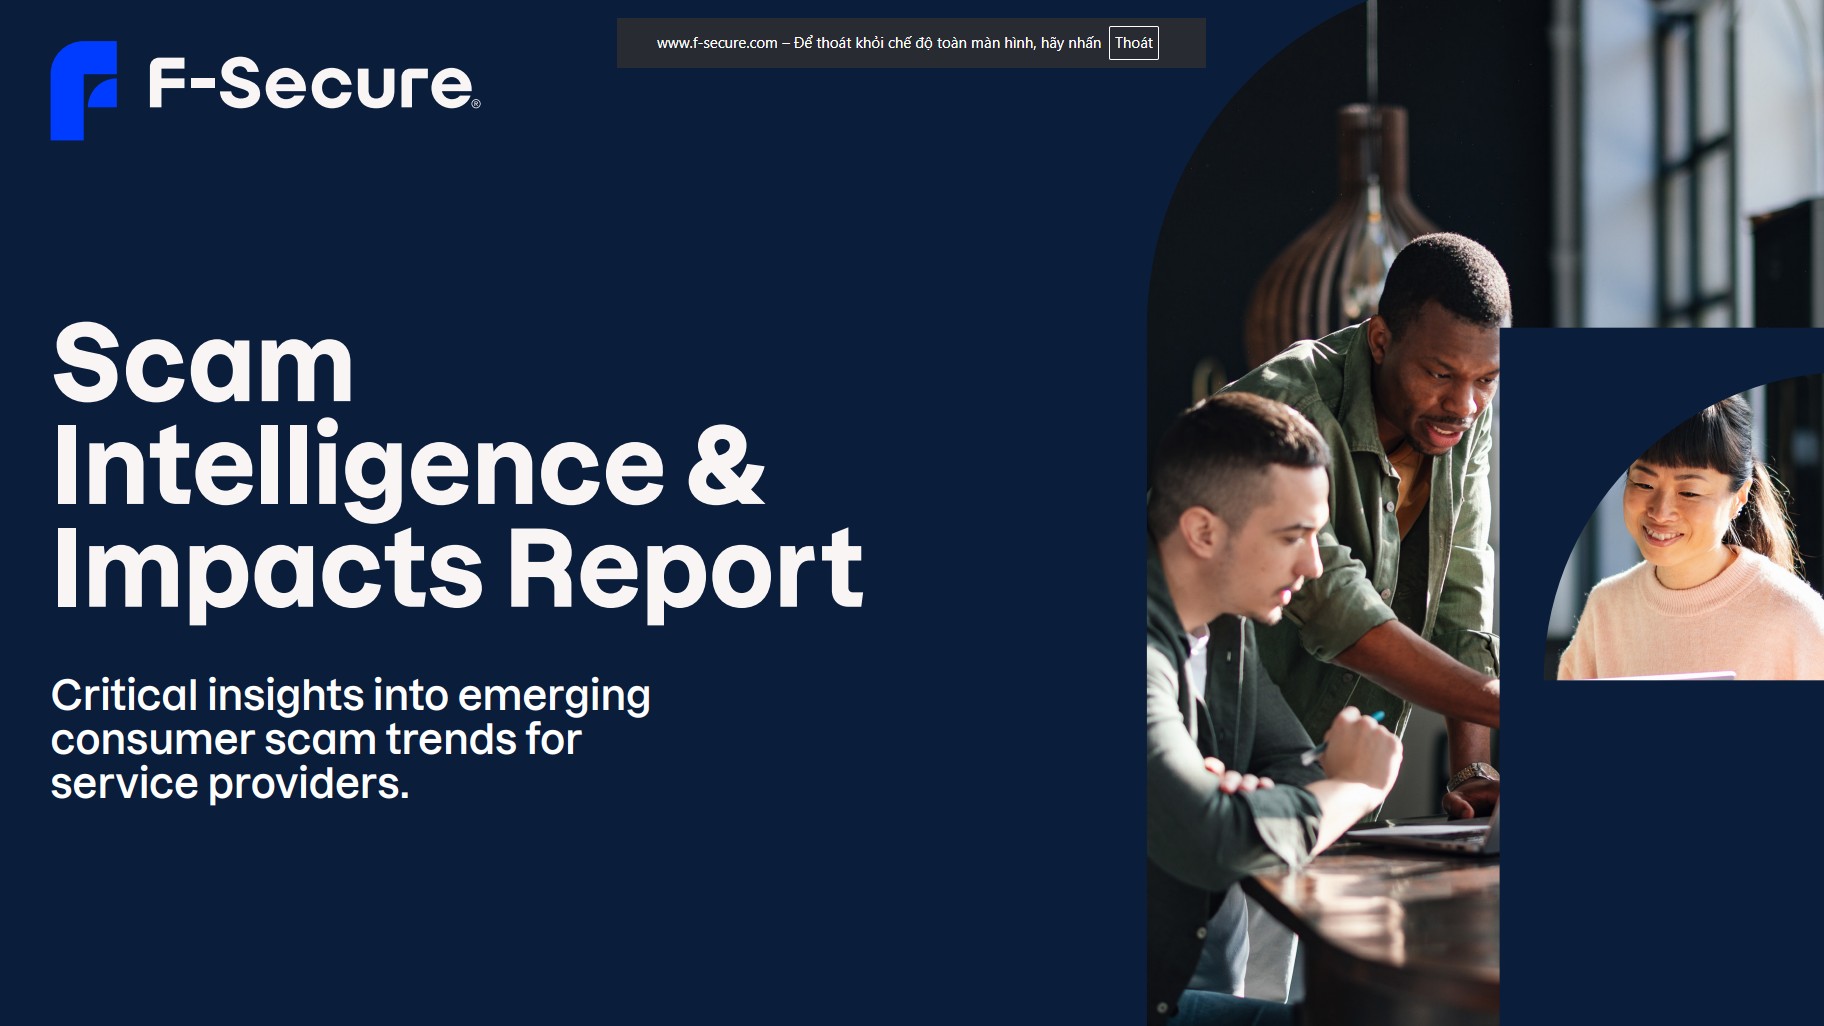 F-Secure®
www.f-secure.com – Để thoát khỏi chế độ toàn màn hình, hãy nhấn Thoát
Scam
Intelligence &
Impacts Report
Critical insights into emerging
consumer scam trends for
service providers.